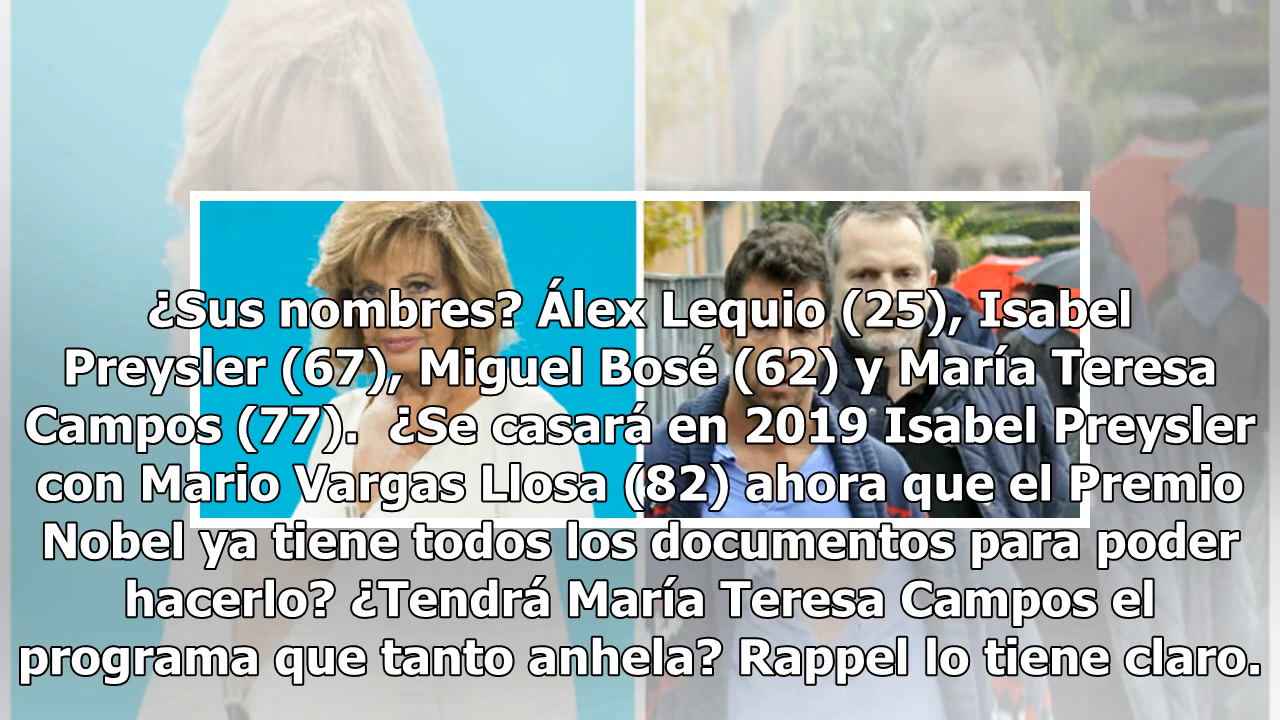 ¿Sus nombres? Álex Lequio (25), Isabel
Preysler (67), Miguel Bosé (62) y María Teresa
Campos (77).  ¿Se casará en 2019 Isabel Preysler
con Mario Vargas Llosa (82) ahora que el Premio
Nobel ya tiene todos los documentos para poder
hacerlo? ¿Tendrá María Teresa Campos el
programa que tanto anhela? Rappel lo tiene claro.